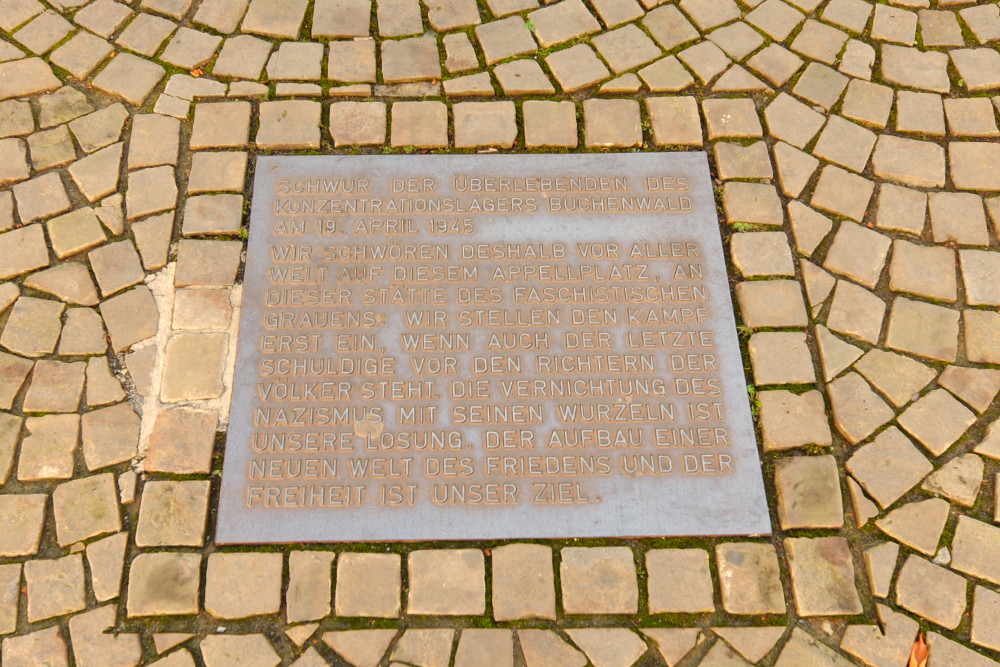 SCHWUR DER ÜBERLEBENDEN DES
KONZENTRATIONSLAGERS BUCHENWALD
AM 19. APRIL 1945
WIR SCHWÖREN DESHALB VOR ALLER
WELT AUF DIESEM APPELLPLATZ, AN
DIESER STÄTTE DES FASCHISTISCHEN
GRAUENS: WIR STELLEN DEN KAMPF
ERST EIN, WENN AUCH DER LETZTE
SCHULDIGE VOR DEN RICHTERN DER
VÖLKER STEHT. DIE VERNICHTUNG DES
NAZISMUS MIT SEINEN WURZELN IST
UNSERE LOSUNG. DER AUFBAU EINER
NEUEN WELT DES FRIEDENS UND DER
FREIHEIT IST UNSER ZIEL.